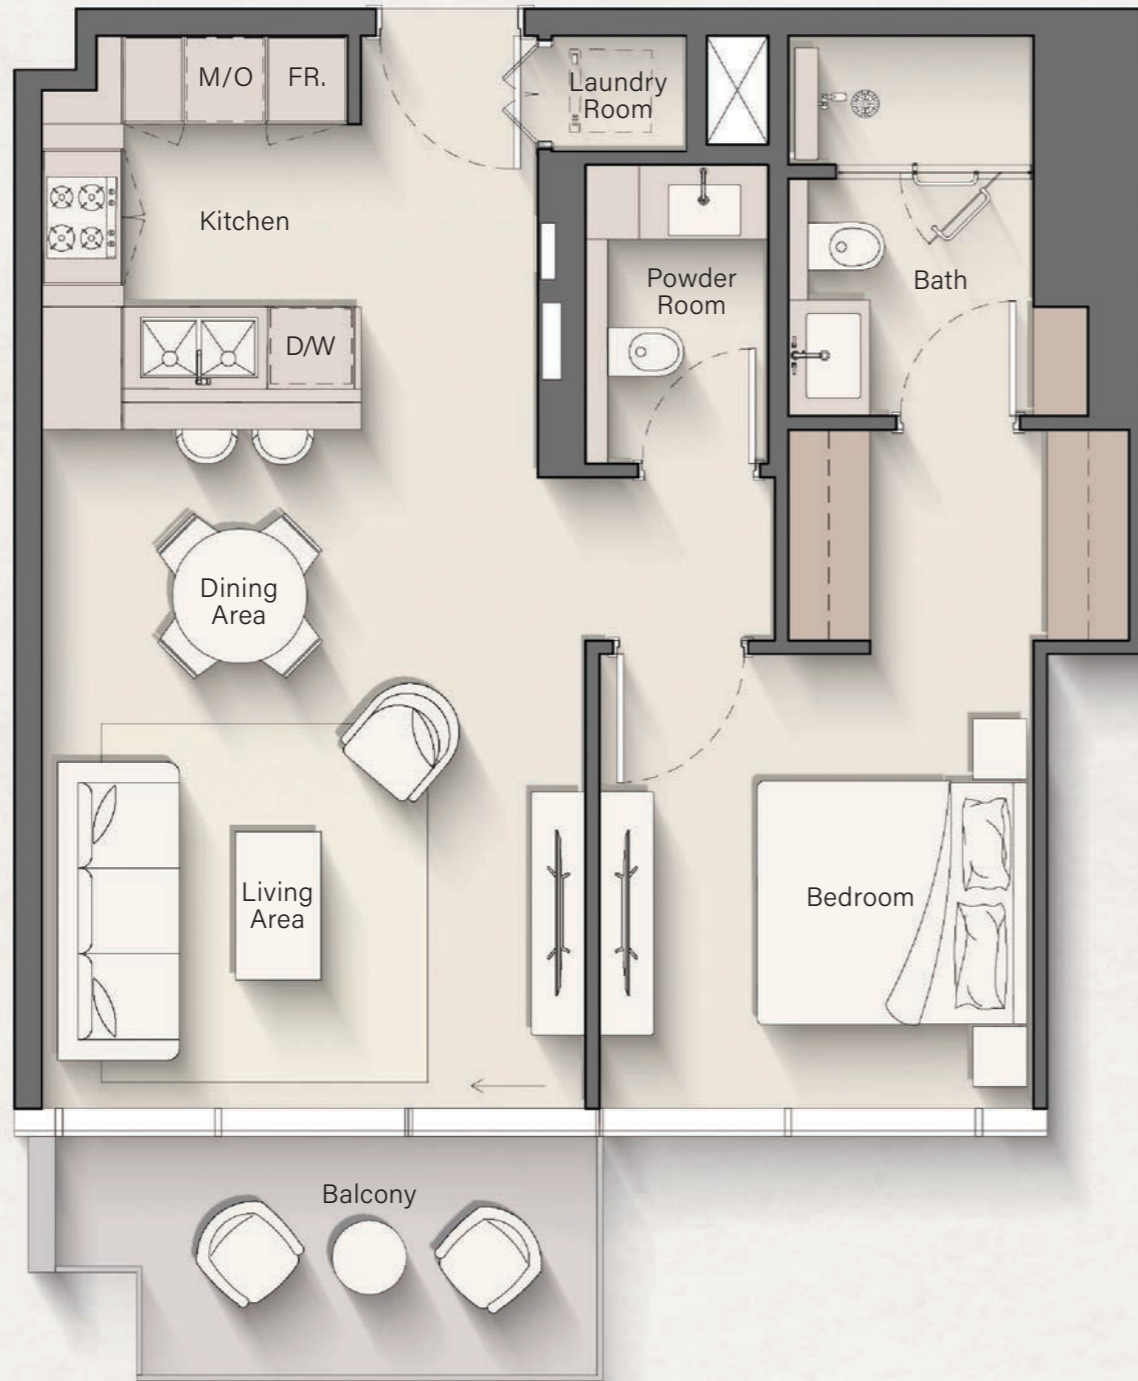 M/O
FR.
Laundry
Room
Kitchen
Powder
Room
Bath
D/W
Dining
Area
Living
Area
Bedroom
Balcony